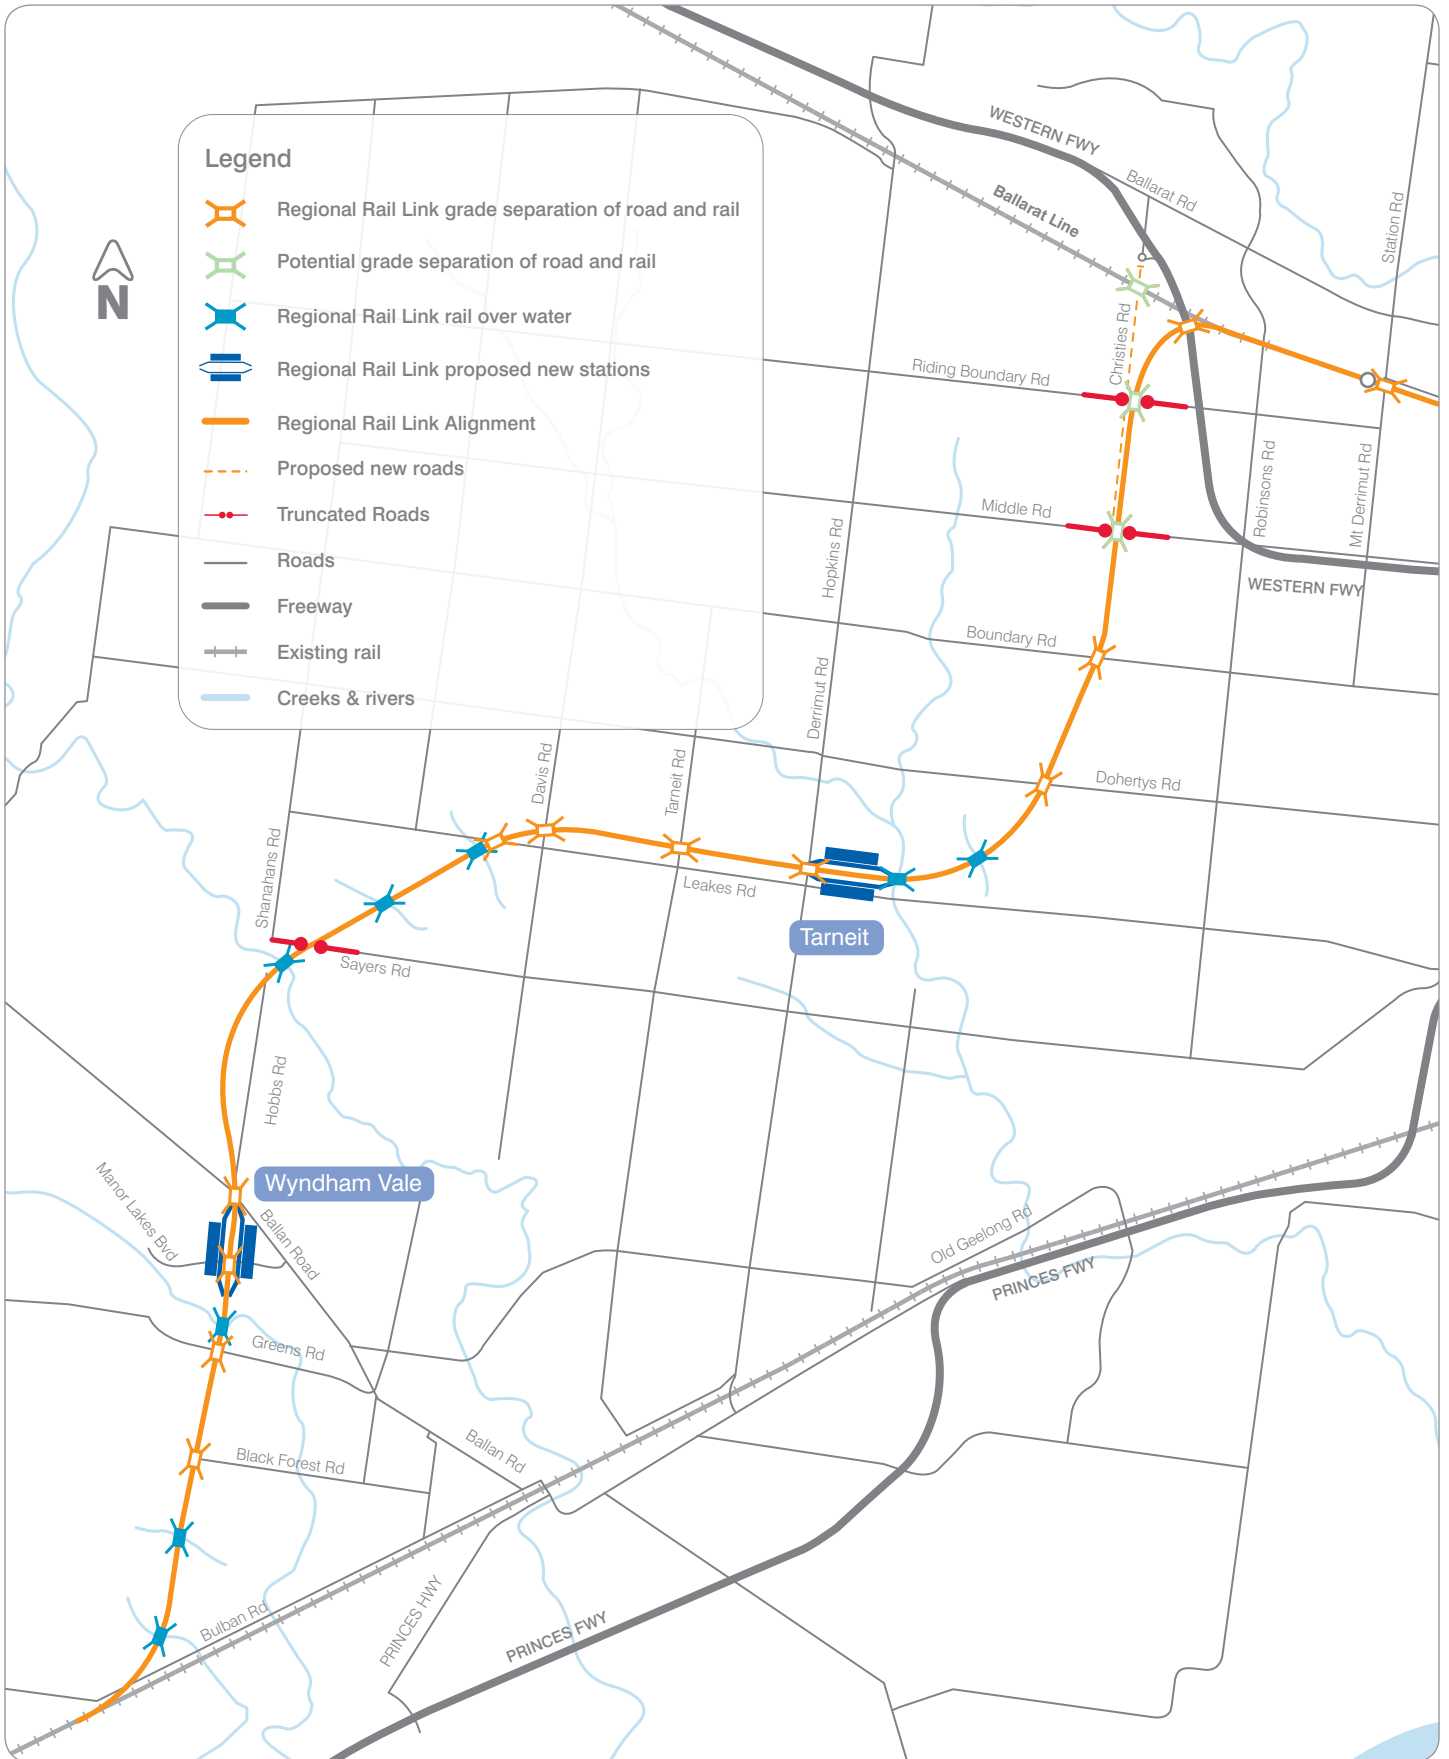 Legend
Regional Rail Link grade separation of road and rail
Potential grade separation of road and rail
Regional Rail Link rail over water
Regional Rail Link proposed new stations
Regional Rail Link Alignment
Proposed new roads
Truncated Roads
Roads
Freeway
Existing rail
Creeks & rivers
N
WESTERN FWY
Ballarat Rd
Ballarat Line
Station Rd
Christies Rd
Riding Boundary Rd
Middle Rd
Robinsons Rd
Mt Derrimut Rd
Hopkins Rd
WESTERN FWY
Boundary Rd
Derrimut Rd
Dohertys Rd
Davis Rd
Tarneit Rd
Shanahans Rd
Leakes Rd
Tarneit
Sayers Rd
Hobbs Rd
Wyndham Vale
Manor Lakes Bvd
Ballan Road
Old Geelong Rd
PRINCES FWY
Greens Rd
Ballan Rd
Black Forest Rd
Bulban Rd
PRINCES HWY
PRINCES FWY